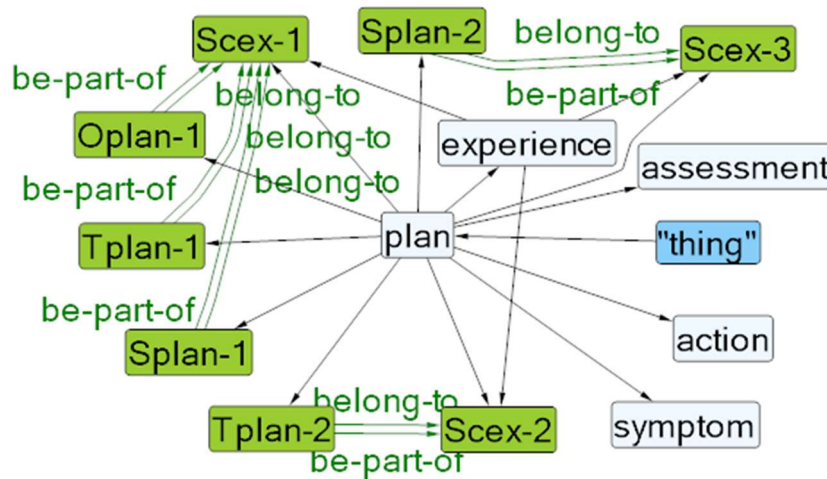 Scex-1
Splan-2
belong-to
Scex-3
be-part-of
belong-to
be-part-of
Oplan-1
belong-to
experience
assessment
be-part-of
belong-to
Tplan-1
plan
"thing"
be-part-of
Splan-1
action
belong-to
Tplan-2
Scex-2
symptom
be-part-of